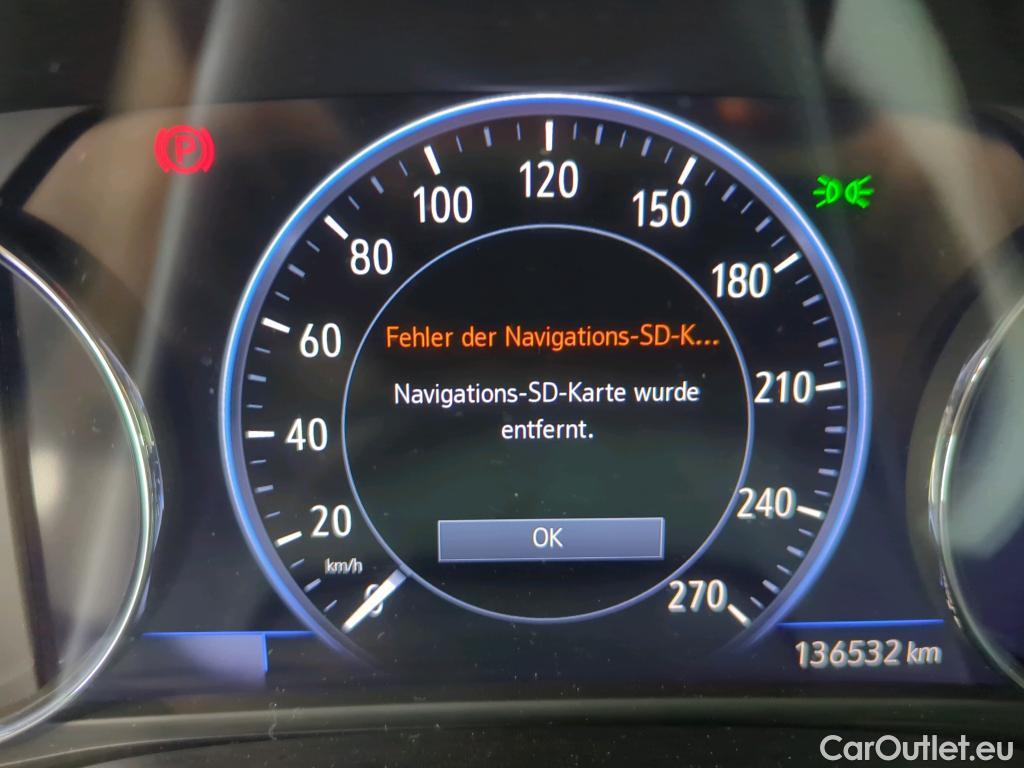 P
120
100
150
80
180
60
Fehler der Navigations-SD-K...
210
Navigations-SD-Karte wurde
40
entfernt.
240
20
OK
km/h
0
270
136532 km
CarOutlet.eu